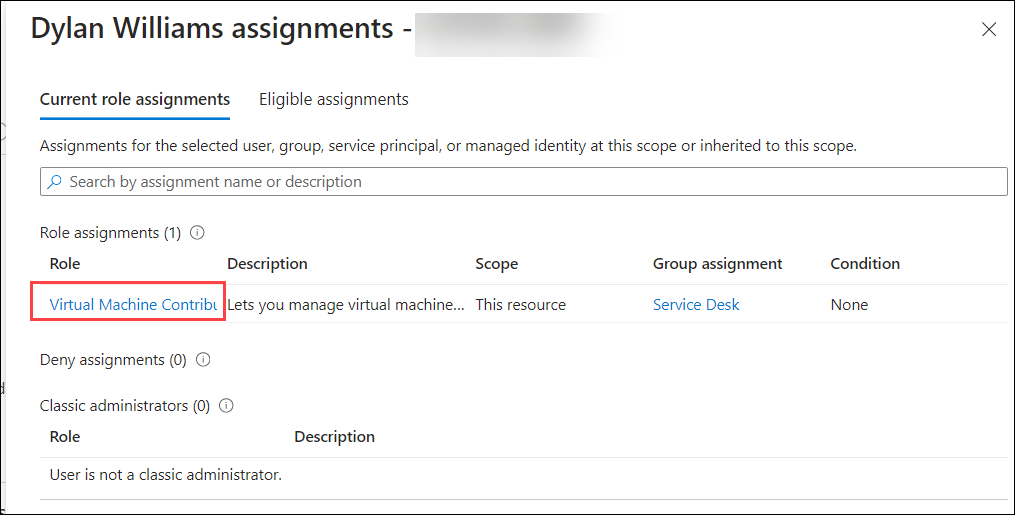 Dylan Williams assignments -
Current role assignments Eligible assignments
Assignments for the selected user, group, service principal, or managed identity at this scope or inherited to this scope.
Search by assignment name or description
Role assignments (1)
Role Description Scope Group assignment Condition
Virtual Machine Contribu Lets you manage virtual machine... This resource Service Desk None
Deny assignments (0)
Classic administrators (0)
Role Description
User is not a classic administrator.